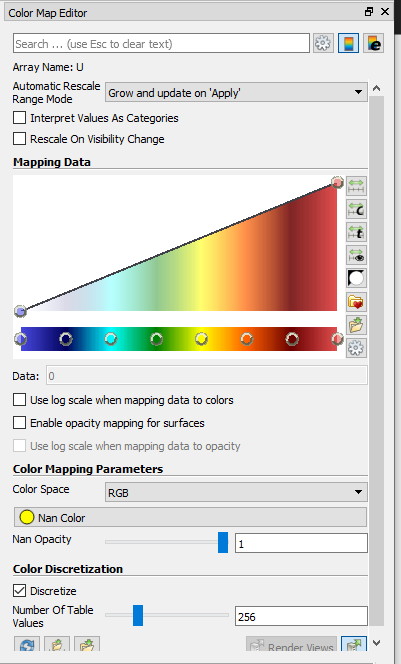 Color Map Editor
Search ... (use Esc to clear text)
Array Name: U
Automatic Rescale
Range Mode
Grow and update on 'Apply'
Interpret Values As Categories
Rescale On Visibility Change
Mapping Data
Data: 0
Use log scale when mapping data to colors
Enable opacity mapping for surfaces
Use log scale when mapping data to opacity
Color Mapping Parameters
Color Space RGB
Nan Color
Nan Opacity 1
Color Discretization
Discretize
Number Of Table
Values
256
Render Views